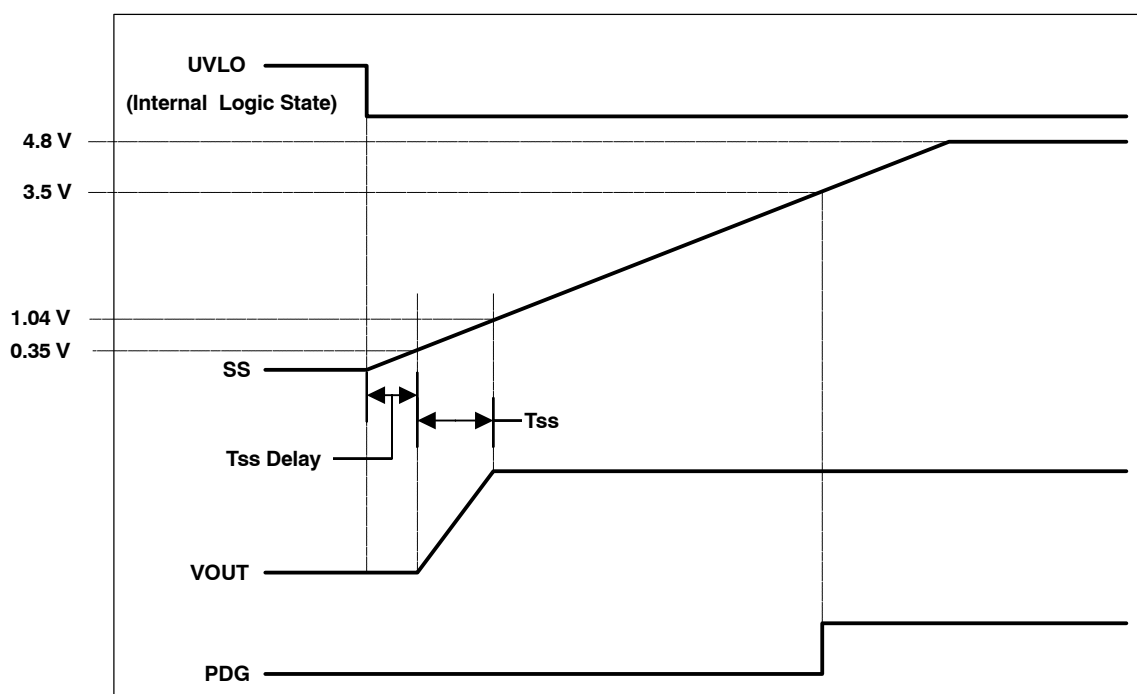 UVLO
(Internal Logic State)
4.8 V
3.5 V
1.04 V
0.35 V
SS
Tss
Tss Delay
VOUT
PDG